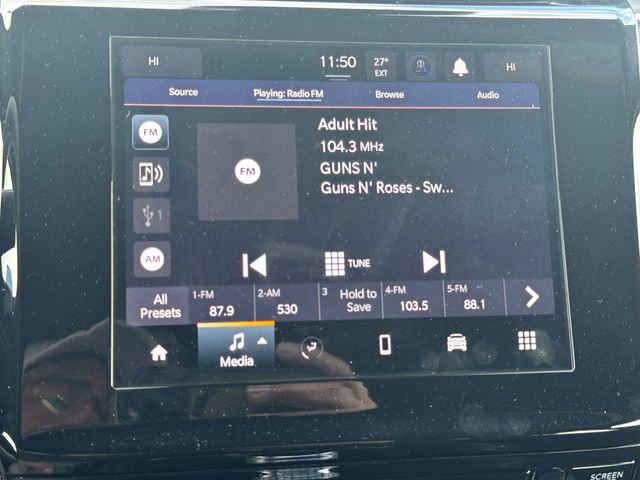 HI 11:50 27° HI
EXT
Source Playing: Radio FM Browse Audio
FM Adult Hit
104.3 MHz
GUNS N'
Guns N' Roses - Sw...
FM
1
AM TUNE
All Presets 1-FM 87.9 2-AM 530 3 Hold to Save 4-FM 103.5 5-FM 88.1
Media
SCREEN